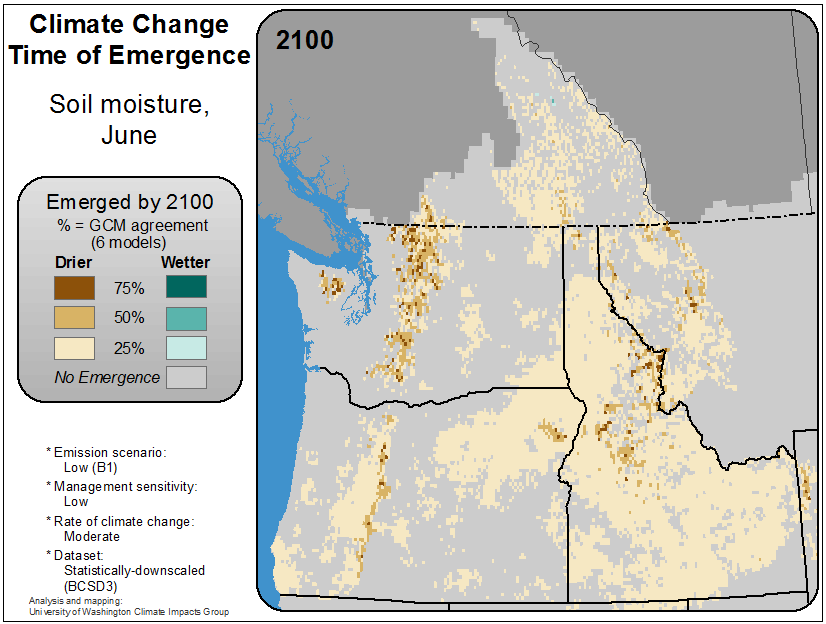 Climate Change
Time of Emergence
Soil moisture,
June
2100
Emerged by 2100
% = GCM agreement
(6 models)
Drier Wetter
75%
50%
25%
No Emergence
* Emission scenario:
Low (B1)
* Management sensitivity:
Low
* Rate of climate change:
Moderate
* Dataset:
Statistically-downscaled
(BCSD3)
Analysis and mapping:
University of Washington Climate Impacts Group